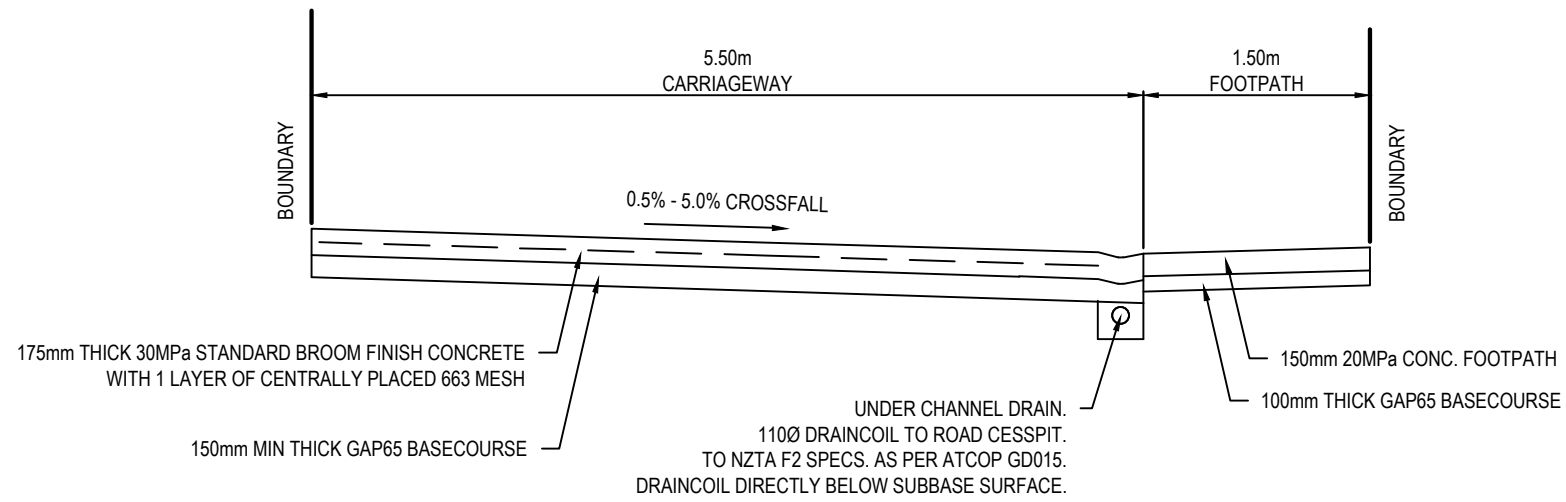 5.50m
CARRIAGEWAY
1.50m
FOOTPATH
BOUNDARY
BOUNDARY
0.5% - 5.0% CROSSFALL
175mm THICK 30MPa STANDARD BROOM FINISH CONCRETE
WITH 1 LAYER OF CENTRALLY PLACED 663 MESH
150mm MIN THICK GAP65 BASECOURSE
UNDER CHANNEL DRAIN.
110Ø DRAINCOIL TO ROAD CESSPIT.
TO NZTA F2 SPECS. AS PER ATCOP GD015.
DRAINCOIL DIRECTLY BELOW SUBBASE SURFACE.
150mm 20MPa CONC. FOOTPATH
100mm THICK GAP65 BASECOURSE